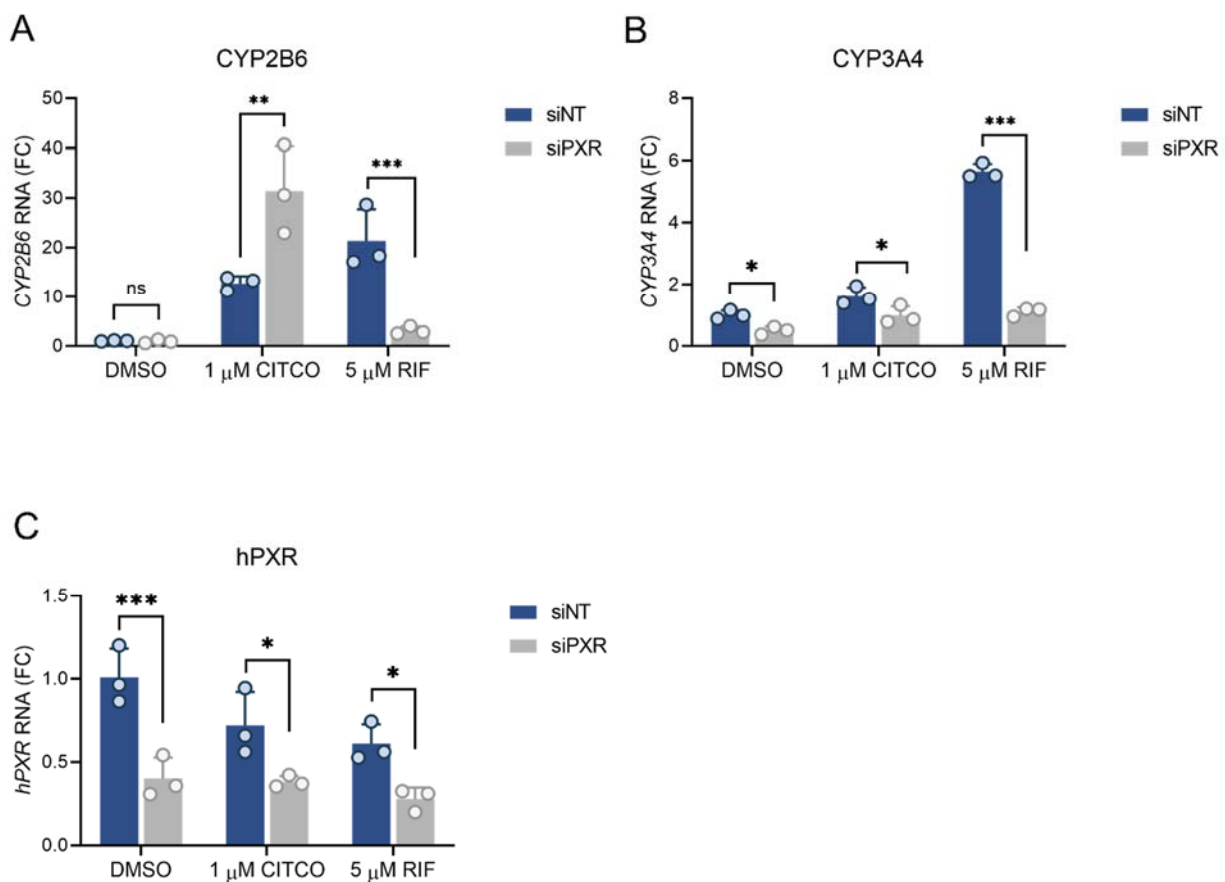 A
CYP2B6
CYP2B6 RNA (FC)
50
40
30
20
10
0
ns
**
***
DMSO
1 μM CITCO
5 μM RIF
siNT
siPXR
B
CYP3A4
CYP3A4 RNA (FC)
8
6
4
2
0
*
*
***
DMSO
1 μM CITCO
5 μM RIF
siNT
siPXR
C
hPXR
hPXR RNA (FC)
1.5
1.0
0.5
0.0
***
*
*
DMSO
1 μM CITCO
5 μM RIF
siNT
siPXR